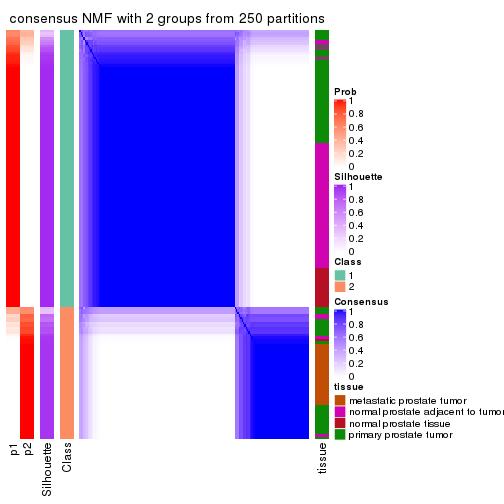 consensus NMF with 2 groups from 250 partitions
Prob
1
0.8
0.6
0.4
0.2
0
Silhouette
1
0.8
0.6
0.4
0.2
0
Class
1
2
Consensus
1
0.8
0.6
0.4
0.2
0
tissue
metastatic prostate tumor
normal prostate adjacent to tumor
normal prostate tissue
primary prostate tumor
p1
p2
Silhouette
Class
tissue